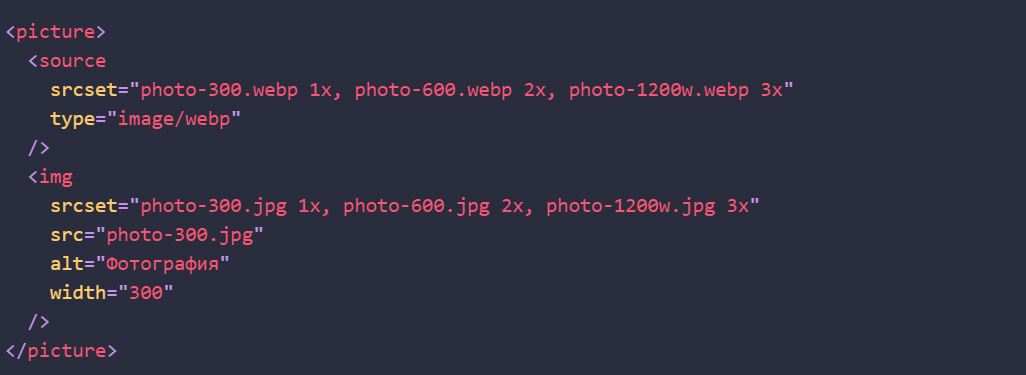 <picture>
  <source
    srcset="photo-300.webp 1x, photo-600.webp 2x, photo-1200w.webp 3x"
    type="image/webp"
  />
  <img
    srcset="photo-300.jpg 1x, photo-600.jpg 2x, photo-1200w.jpg 3x"
    src="photo-300.jpg"
    alt="Фотография"
    width="300"
  />
</picture>